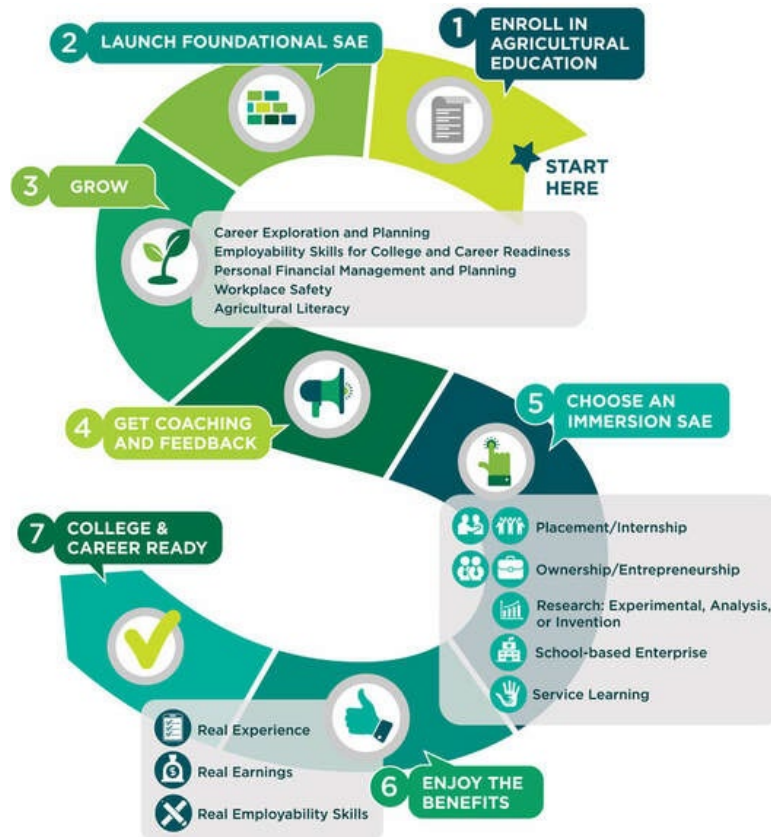 1
ENROLL IN
AGRICULTURAL
EDUCATION
START
HERE
2
LAUNCH FOUNDATIONAL SAE
3
GROW
Career Exploration and Planning
Employability Skills for College and Career Readiness
Personal Financial Management and Planning
Workplace Safety
Agricultural Literacy
4
GET COACHING
AND FEEDBACK
5
CHOOSE AN
IMMERSION SAE
Placement/Internship
Ownership/Entrepreneurship
Research: Experimental, Analysis,
or Invention
School-based Enterprise
Service Learning
6
ENJOY THE
BENEFITS
Real Experience
$
Real Earnings
Real Employability Skills
7
COLLEGE &
CAREER READY